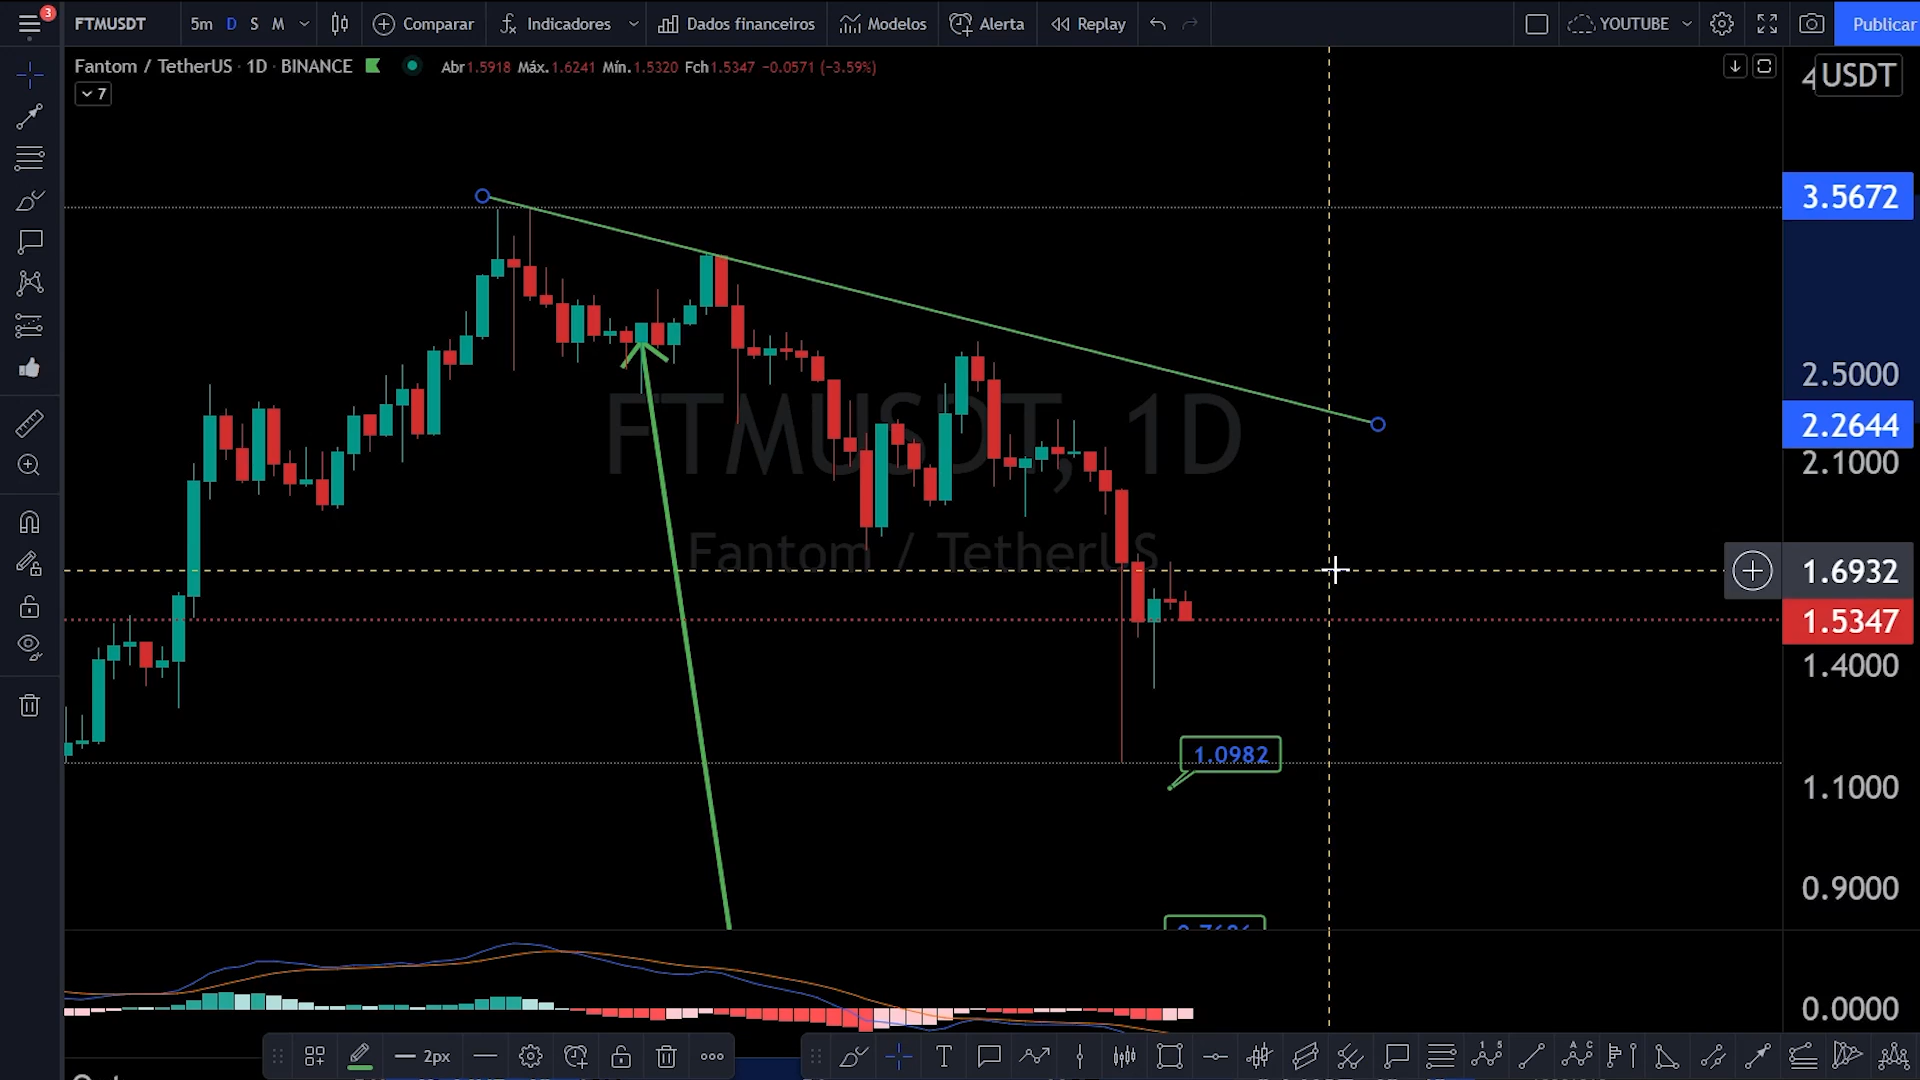 3
FTMUSDT
5m D S M
Comparar
Indicadores
Dados financeiros
Modelos
Alerta
Replay
YOUTUBE
Publicar
Fantom / TetherUS · 1D · BINANCE
Abr1.5918 Máx.1.6241 Mín.1.5320 Fch1.5347 −0.0571 (−3.59%)
7
USDT
3.5672
2.5000
2.2644
2.1000
FTMUSDT, 1D
Fantom / TetherUS
1.6932
1.5347
1.4000
1.0982
1.1000
0.9000
0.0000
2px